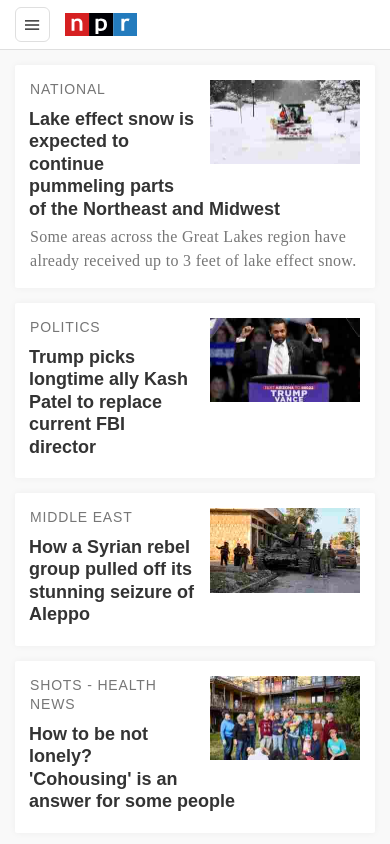 npr
NATIONAL
Lake effect snow is
expected to
continue
pummeling parts
of the Northeast and Midwest
Some areas across the Great Lakes region have
already received up to 3 feet of lake effect snow.
POLITICS
Trump picks
longtime ally Kash
Patel to replace
current FBI
director
TRUMP
VANCE
MIDDLE EAST
How a Syrian rebel
group pulled off its
stunning seizure of
Aleppo
SHOTS - HEALTH
NEWS
How to be not
lonely?
'Cohousing' is an
answer for some people